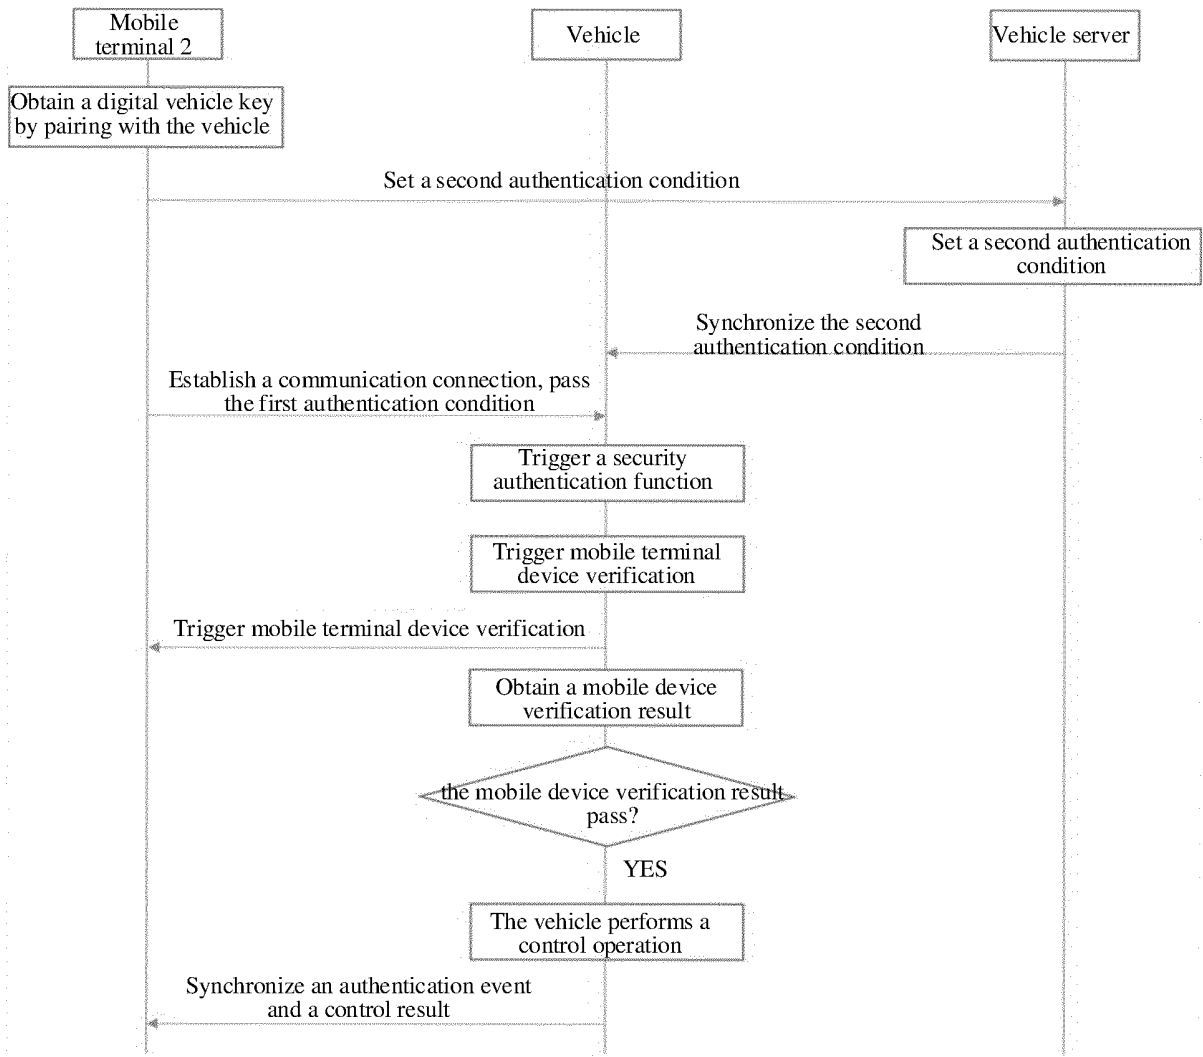 Mobile
terminal 2
Vehicle
Vehicle server
Obtain a digital vehicle key
by pairing with the vehicle
Set a second authentication condition
Set a second authentication
condition
Synchronize the second
authentication condition
Establish a communication connection, pass
the first authentication condition
Trigger a security
authentication function
Trigger mobile terminal
device verification
Trigger mobile terminal device verification
Obtain a mobile device
verification result
the mobile device verification result
pass?
YES
The vehicle performs a
control operation
Synchronize an authentication event
and a control result